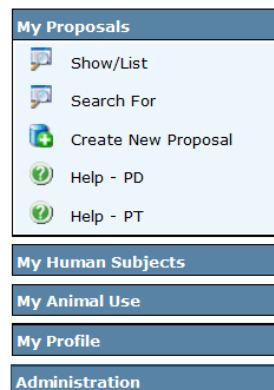 My Proposals
Show/List
Search For
Create New Proposal
Help - PD
Help - PT
My Human Subjects
My Animal Use
My Profile
Administration